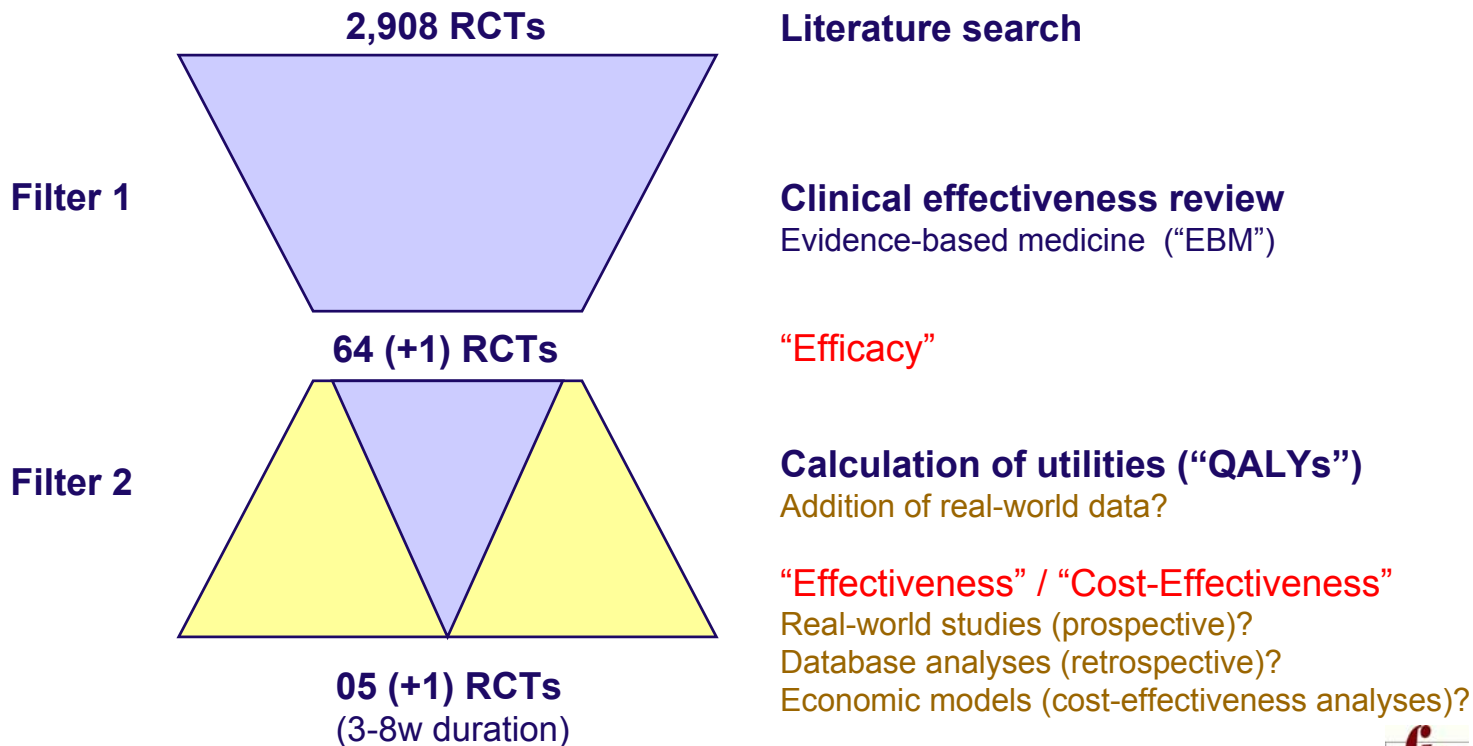 2,908 RCTs
Literature search
Filter 1
Clinical effectiveness review
Evidence-based medicine (“EBM”)
64 (+1) RCTs
“Efficacy”
Filter 2
Calculation of utilities (“QALYs”)
Addition of real-world data?
“Effectiveness” / “Cost-Effectiveness”
Real-world studies (prospective)?
Database analyses (retrospective)?
Economic models (cost-effectiveness analyses)?
05 (+1) RCTs
(3-8w duration)